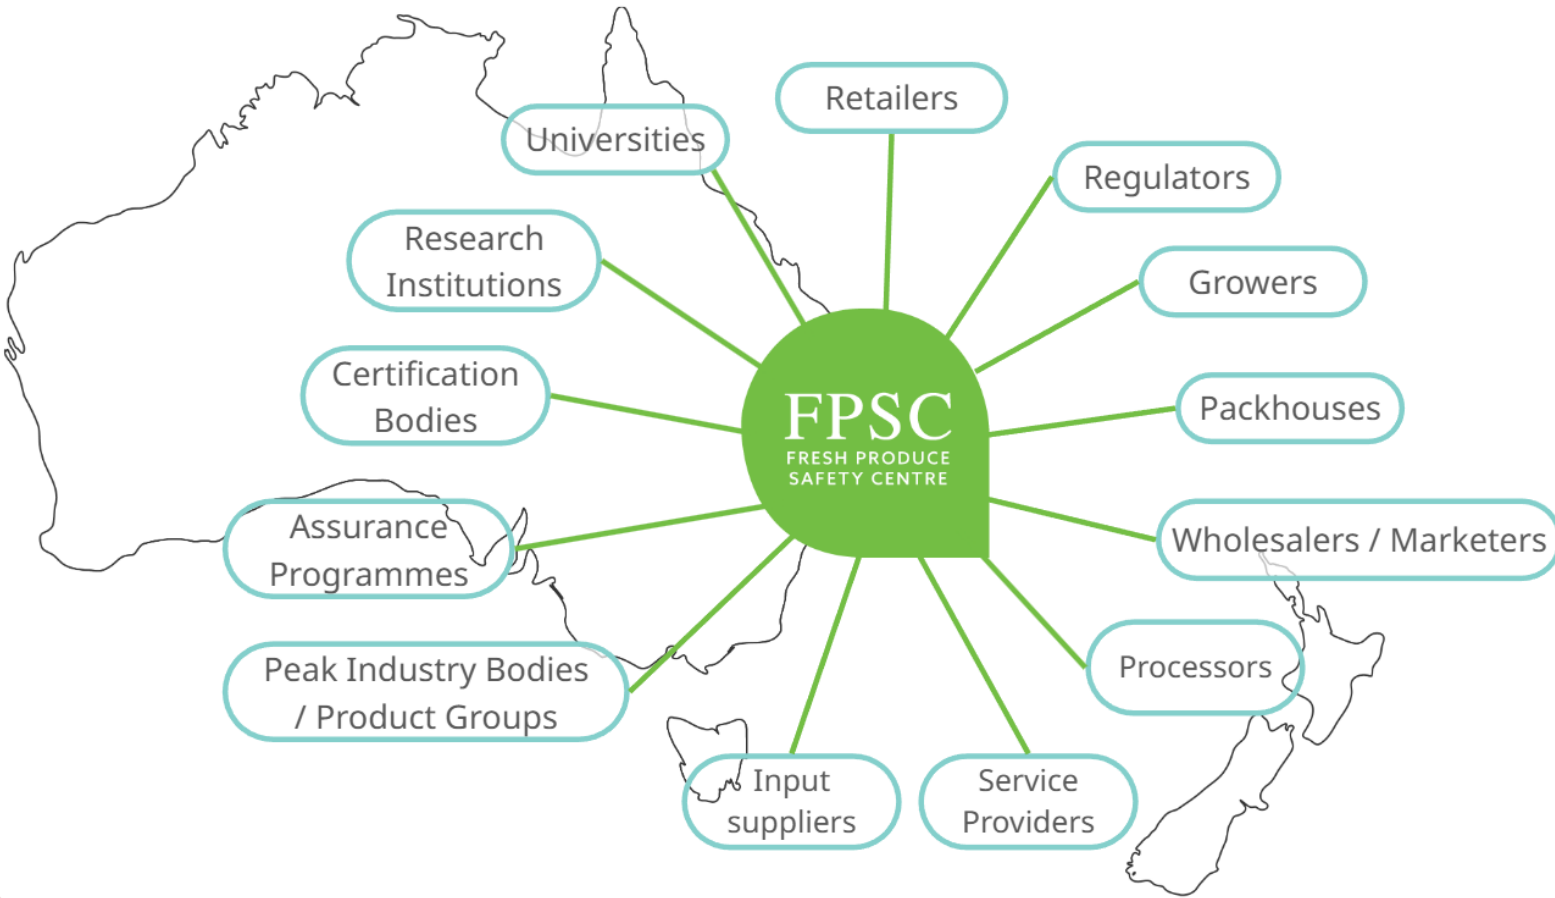 Retailers
Universities
Regulators
Research
Institutions
Growers
Certification
Bodies
Packhouses
FPSC
FRESH PRODUCE
SAFETY CENTRE
Assurance
Programmes
Wholesalers / Marketers
Peak Industry Bodies
/ Product Groups
Processors
Input
suppliers
Service
Providers